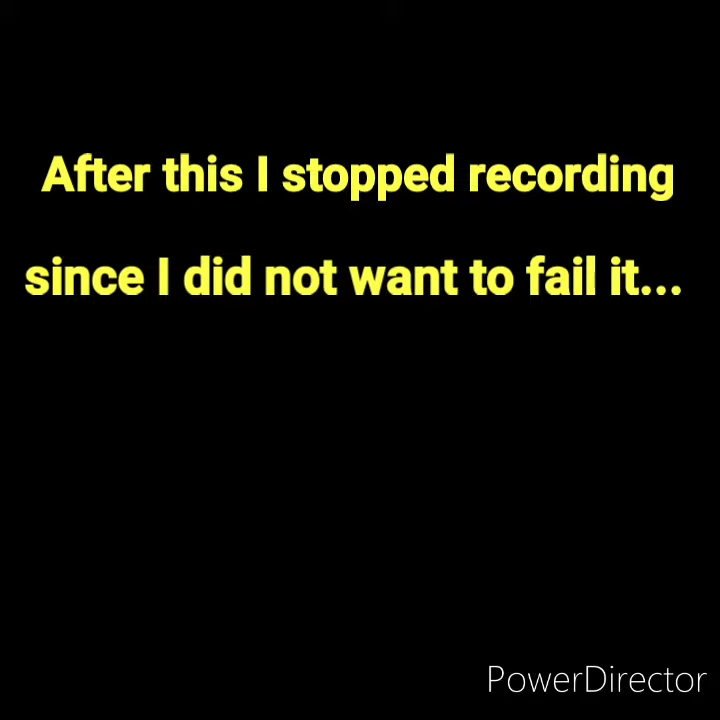 After this I stopped recording
since I did not want to fail it...
PowerDirector